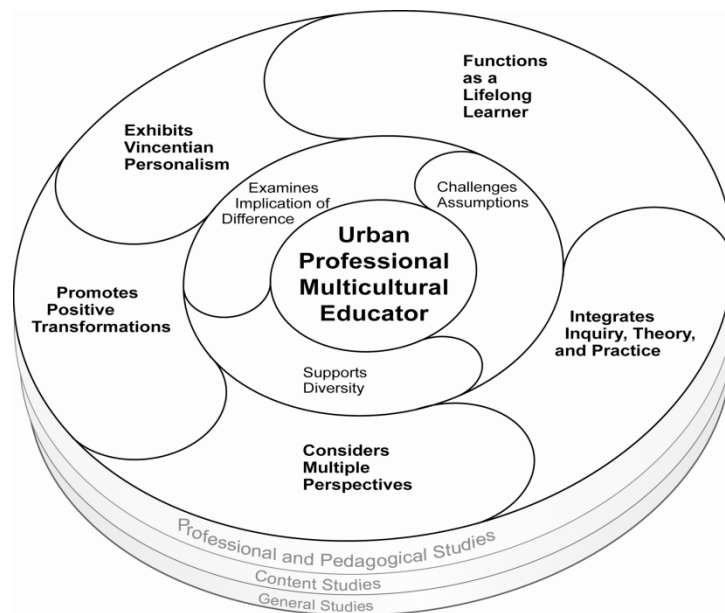 Functions
as a
Lifelong
Learner
Exhibits
Vincentian
Personalism
Examines
Implication of
Difference
Challenges
Assumptions
Urban
Professional
Multicultural
Educator
Promotes
Positive
Transformations
Integrates
Inquiry, Theory,
and Practice
Supports
Diversity
Considers
Multiple
Perspectives
Professional and Pedagogical Studies
Content Studies
General Studies